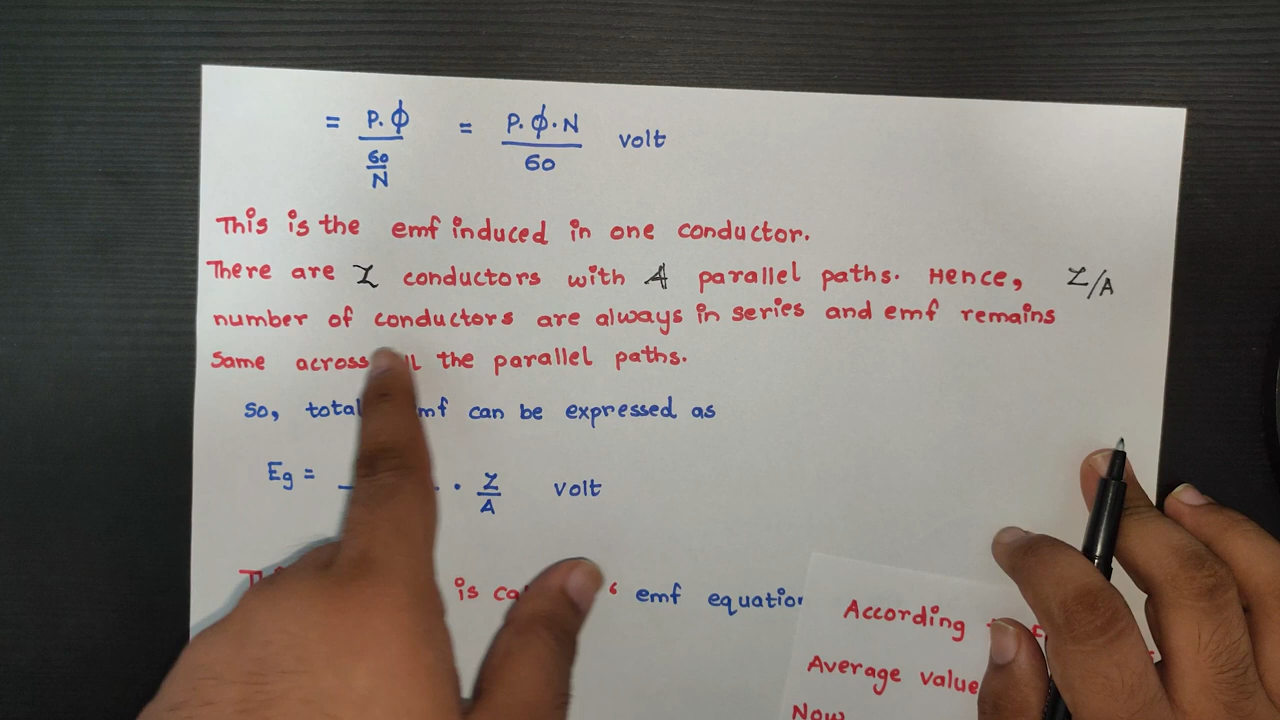 = P.ϕ / (60/N) = P.ϕ.N / 60 volt
This is the emf induced in one conductor.
There are Z conductors with A parallel paths. Hence, Z/A
number of conductors are always in series and emf remains
same across the parallel paths.
So, total can be expressed as
Eg = . Z/A volt
is emf equation
According
Average value
Now